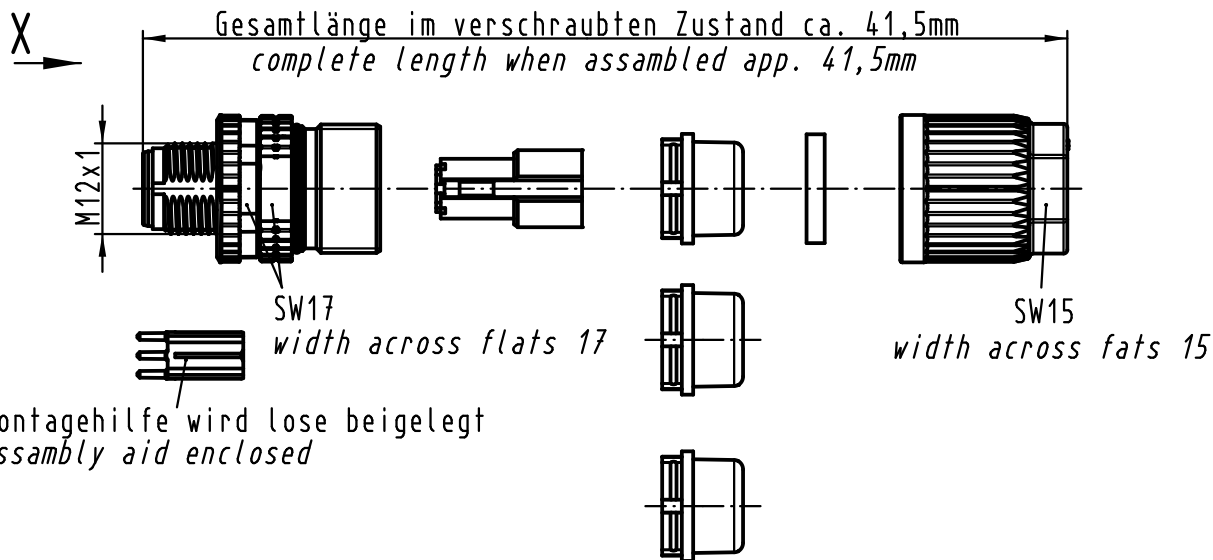 X
Gesamtlänge im verschraubten Zustand ca. 41,5mm
complete length when assambled app. 41,5mm
M12x1
SW17
width across flats 17
SW15
width across fats 15
ontagehilfe wird lose beigelegt
ssambly aid enclosed